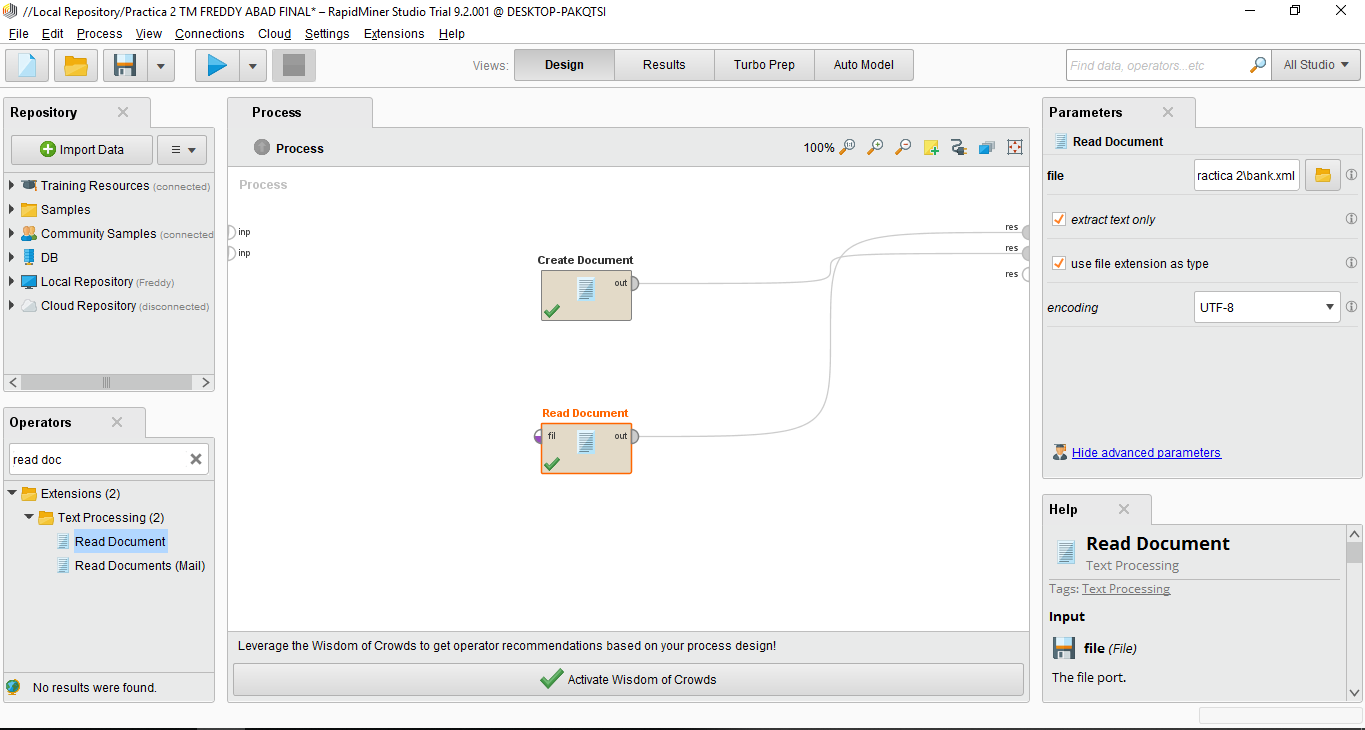 //Local Repository/Practica 2 TM FREDDY ABAD FINAL* – RapidMiner Studio Trial 9.2.001 @ DESKTOP-PAKQTSI
File Edit Process View Connections Cloud Settings Extensions Help
Views: Design Results Turbo Prep Auto Model
Find data, operators...etc
All Studio
Repository
Import Data
Training Resources (connected)
Samples
Community Samples (connected
DB
Local Repository (Freddy)
Cloud Repository (disconnected)
Operators
read doc
Extensions (2)
Text Processing (2)
Read Document
Read Documents (Mail)
No results were found.
Process
Process
100%
Process
inp
inp
Create Document
out
Read Document
fil out
res
res
res
Leverage the Wisdom of Crowds to get operator recommendations based on your process design!
Activate Wisdom of Crowds
Parameters
Read Document
file ractica 2\bank.xml
extract text only
use file extension as type
encoding UTF-8
Hide advanced parameters
Help
Read Document
Text Processing
Tags: Text Processing
Input
file (File)
The file port.